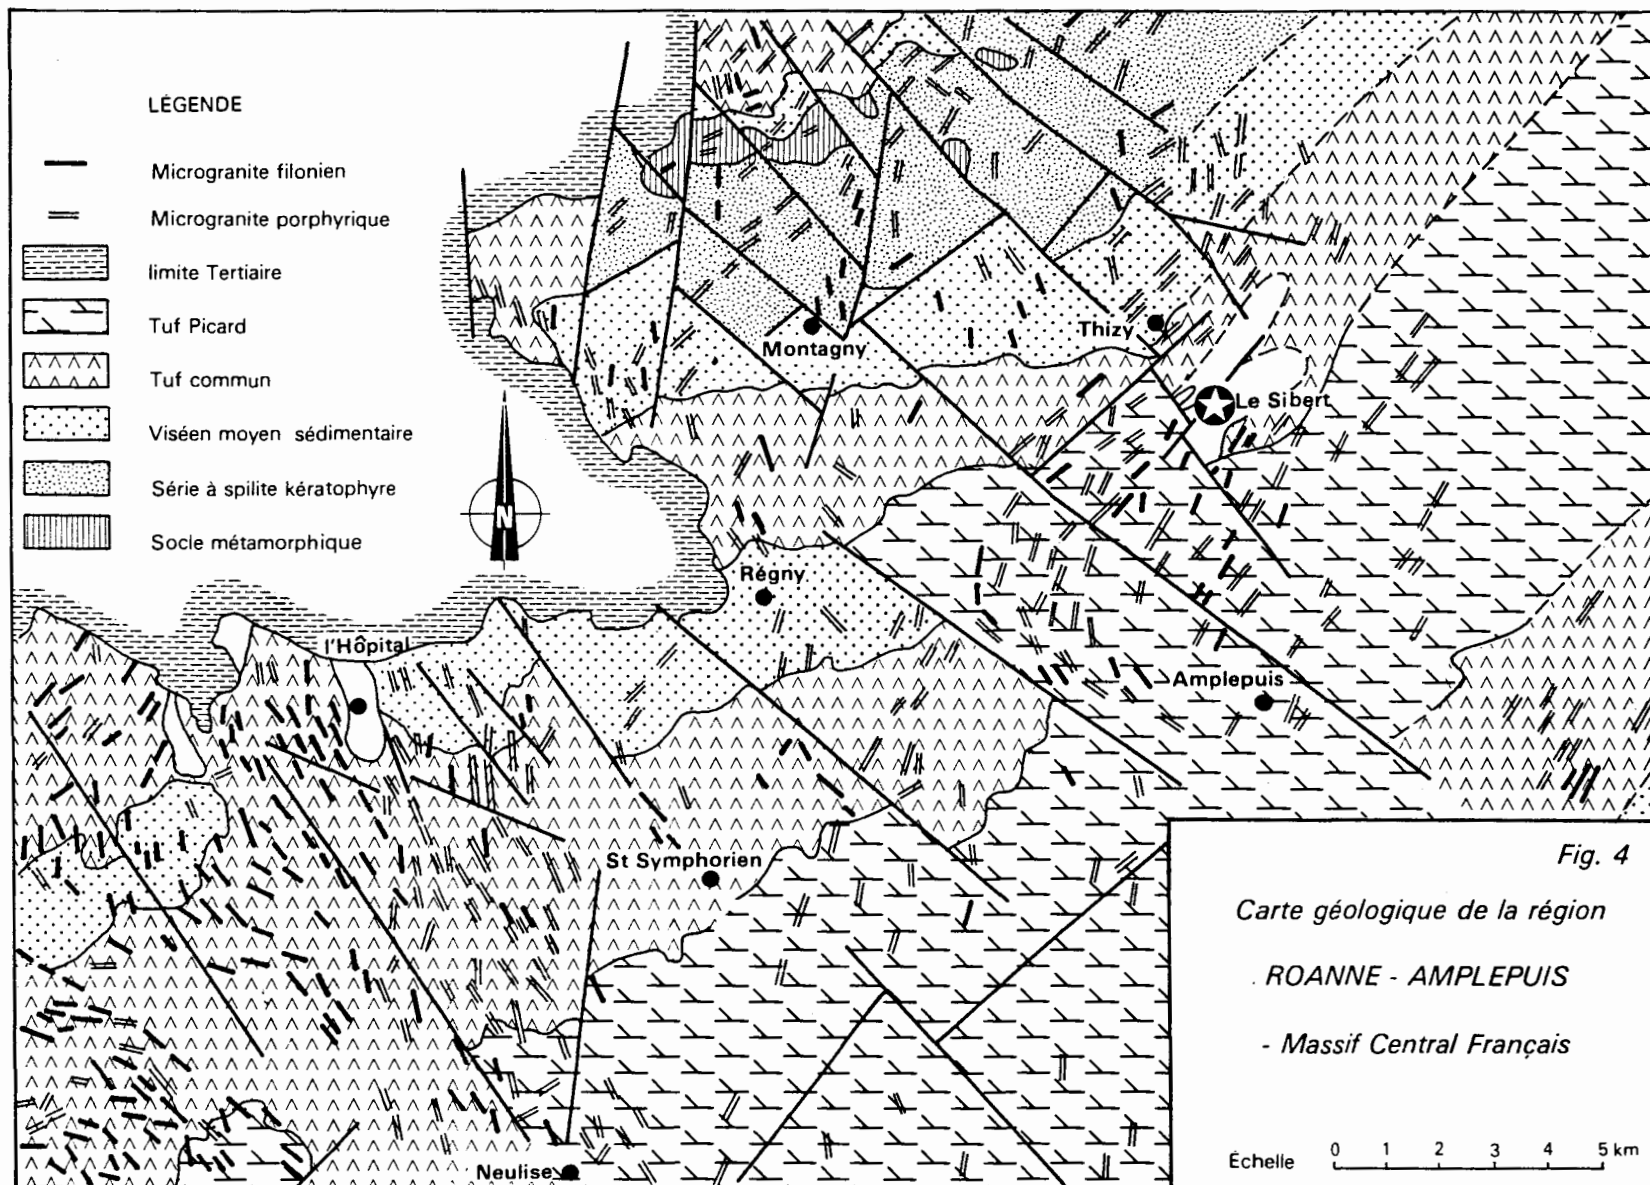 LÉGENDE
Microgranite filonien
Microgranite porphyrique
limite Tertiaire
Tuf Picard
Tuf commun
Viséen moyen sédimentaire
Série à spilite kératophyre
Socle métamorphique
N
Montagny
Thizy
Le Sibert
Régny
l'Hôpital
Amplepuis
St Symphorien
Neulise
Fig. 4
Carte géologique de la région
ROANNE - AMPLEPUIS
- Massif Central Français
Échelle 0 1 2 3 4 5 km